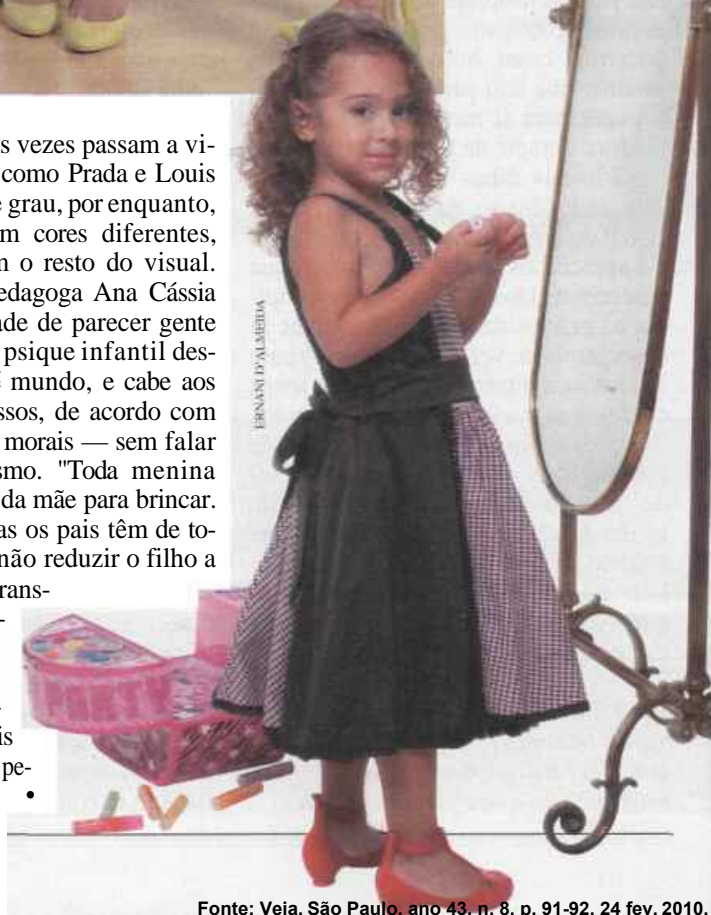 s vezes passam a vi-
como Prada e Louis
grau, por enquanto,
m cores diferentes,
o resto do visual.
edagoga Ana Cássia
ade de parecer gente
psique infantil des-
mundo, e cabe aos
ssos, de acordo com
morais — sem falar
smo. "Toda menina
da mãe para brincar.
as os pais têm de to-
não reduzir o filho a
rans-
-
is
pe-
•
ERNANI D'ALMEIDA
Fonte: Veja, São Paulo, ano 43, n. 8, p. 91-92, 24 fev. 2010.